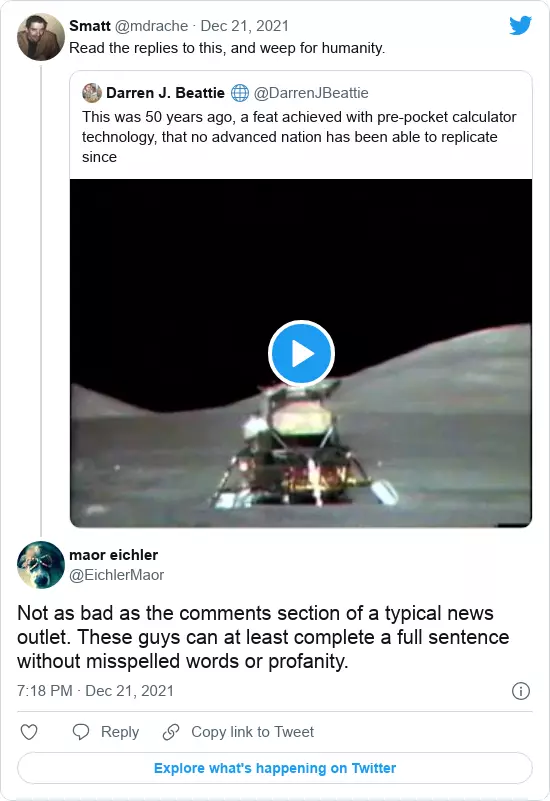 Smatt @mdrache · Dec 21, 2021
Read the replies to this, and weep for humanity.
Darren J. Beattie @DarrenJBeattie
This was 50 years ago, a feat achieved with pre-pocket calculator
technology, that no advanced nation has been able to replicate
since
maor eichler
@EichlerMaor
Not as bad as the comments section of a typical news
outlet. These guys can at least complete a full sentence
without misspelled words or profanity.
7:18 PM · Dec 21, 2021
Reply
Copy link to Tweet
Explore what's happening on Twitter